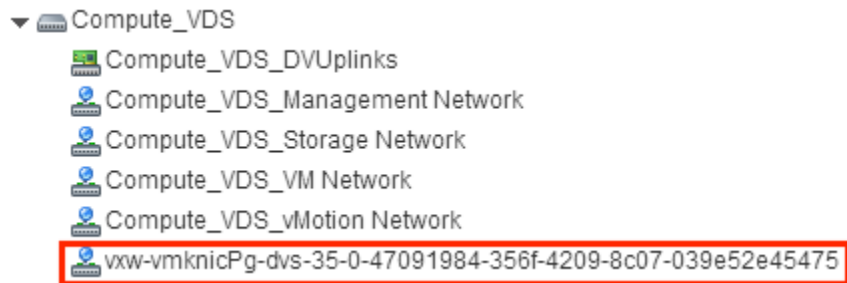 Compute_VDS
Compute_VDS_DVUplinks
Compute_VDS_Management Network
Compute_VDS_Storage Network
Compute_VDS_VM Network
Compute_VDS_vMotion Network
vxw-vmknicPg-dvs-35-0-47091984-356f-4209-8c07-039e52e45475